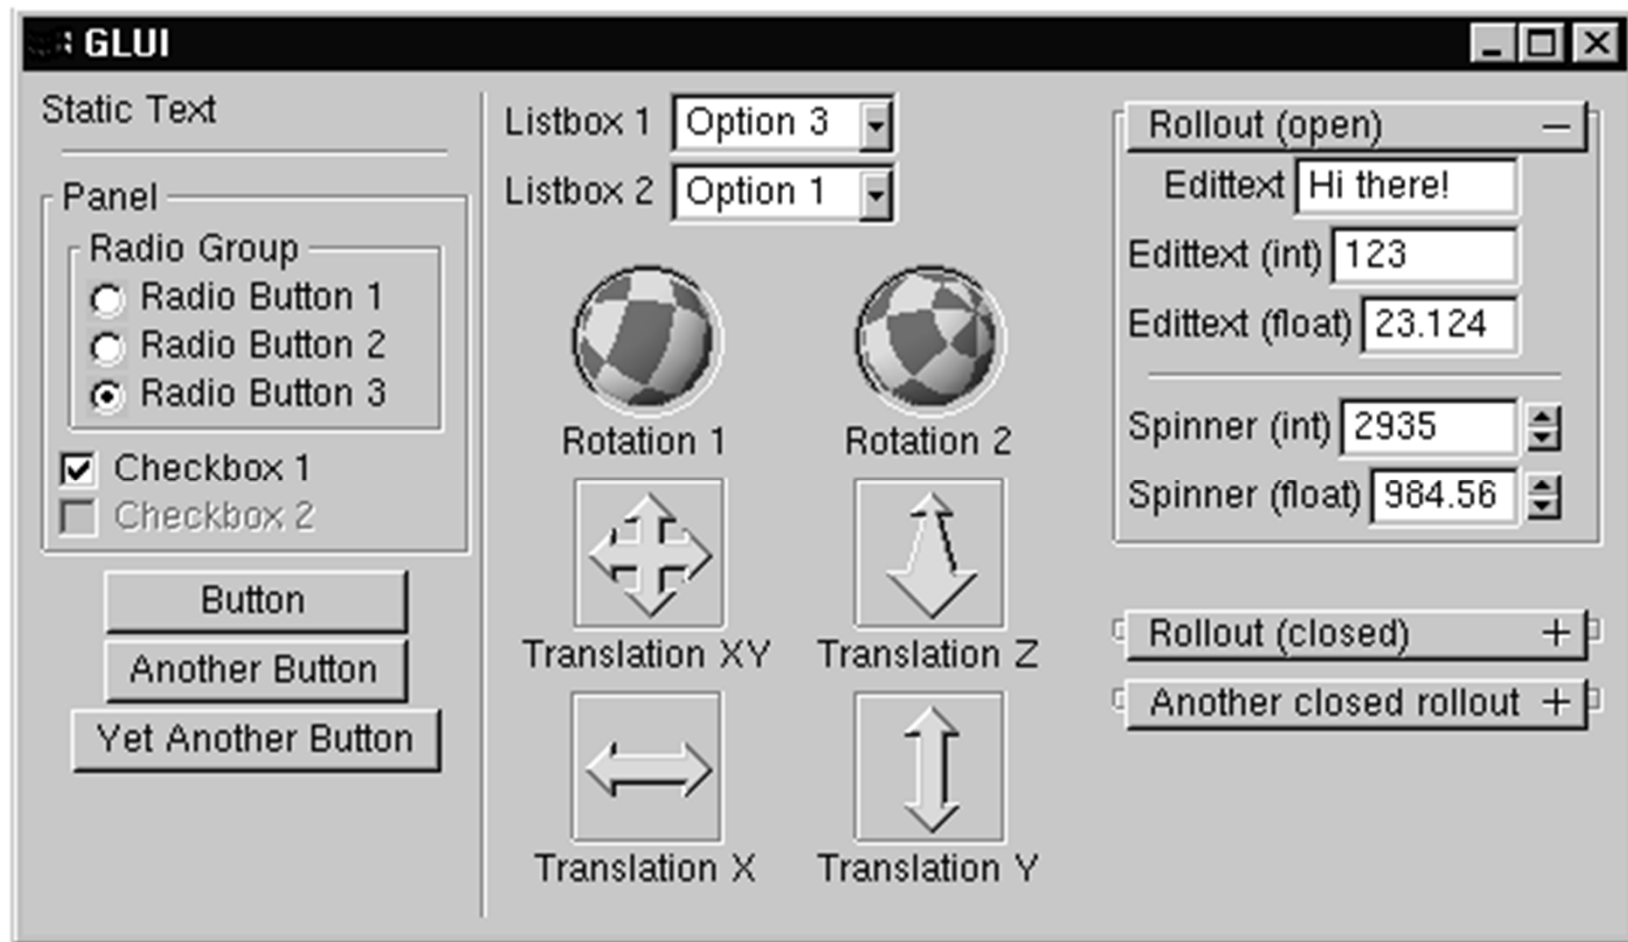 GLUI
Static Text
Panel
Radio Group
Radio Button 1
Radio Button 2
Radio Button 3
Checkbox 1
Checkbox 2
Button
Another Button
Yet Another Button
Listbox 1 Option 3
Listbox 2 Option 1
Rotation 1 Rotation 2
Translation XY Translation Z
Translation X Translation Y
Rollout (open) −
Edittext Hi there!
Edittext (int) 123
Edittext (float) 23.124
Spinner (int) 2935
Spinner (float) 984.56
Rollout (closed) +
Another closed rollout +